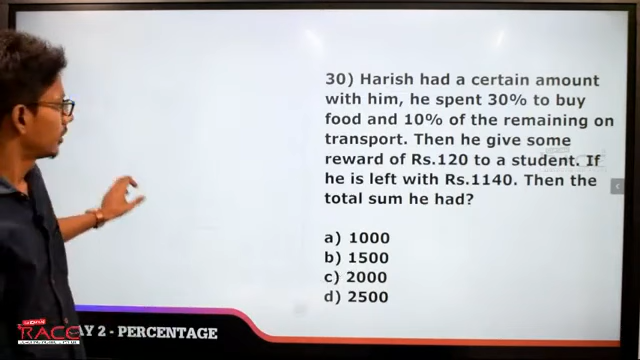 30) Harish had a certain amount
with him, he spent 30% to buy
food and 10% of the remaining on
transport. Then he give some
reward of Rs.120 to a student. If
he is left with Rs.1140. Then the
total sum he had?
a) 1000
b) 1500
c) 2000
d) 2500
RACE
AY 2 - PERCENTAGE